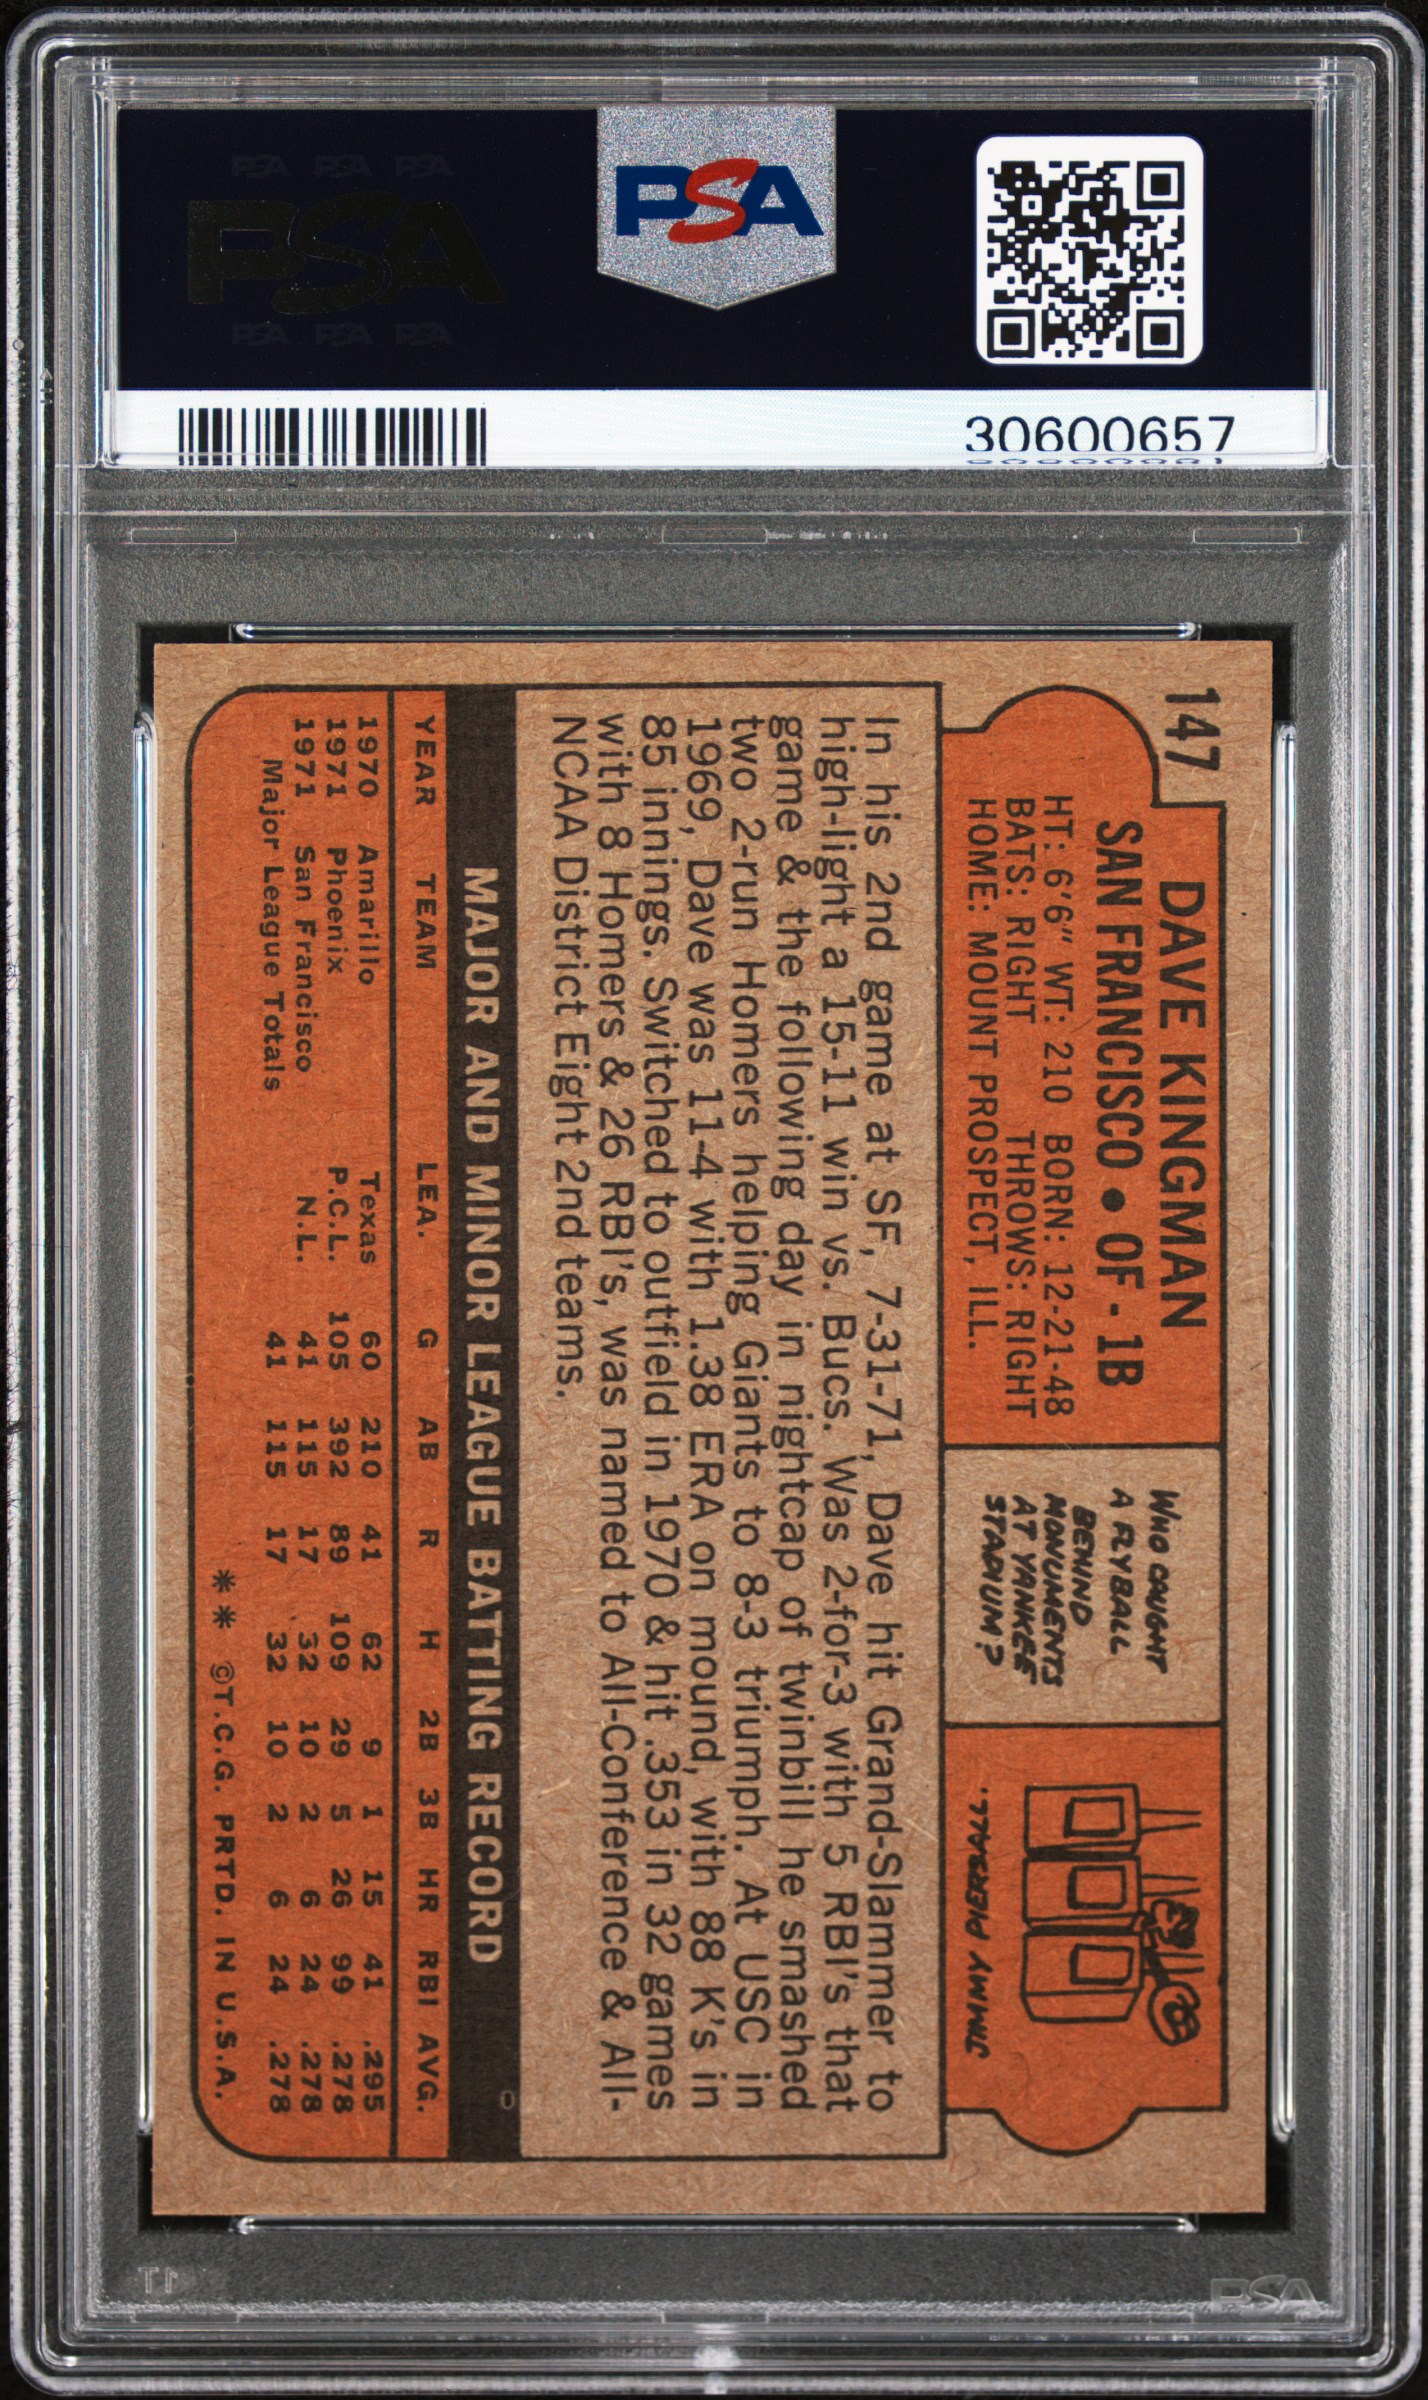 PSA PSA PSA
PSA
PSA PSA PSA
PSA
30600657
147
DAVE KINGMAN
SAN FRANCISCO • OF - 1B
HT: 6'6" WT: 210 BORN: 12-21-48
BATS: RIGHT THROWS: RIGHT
HOME: MOUNT PROSPECT, ILL.
WHO CAUGHT
A FLYBALL
BEHIND
MONUMENTS
AT YANKEE
STADIUM?
JIMMY PIERSALL.
In his 2nd game at SF, 7-31-71, Dave hit Grand-Slammer to
high-light a 15-11 win vs. Bucs. Was 2-for-3 with 5 RBI's that
game & the following day in nightcap of twinbill he smashed
two 2-run Homers helping Giants to 8-3 triumph. At USC in
1969, Dave was 11-4 with 1.38 ERA on mound, with 88 K's in
85 innings. Switched to outfield in 1970 & hit .353 in 32 games
with 8 Homers & 26 RBI's, was named to All-Conference & All-
NCAA District Eight 2nd teams.
MAJOR AND MINOR LEAGUE BATTING RECORD
YEAR TEAM LEA. G AB R H 2B 3B HR RBI AVG.
1970 Amarillo Texas 60 210 41 62 9 1 15 41 .295
1971 Phoenix P.C.L. 105 392 89 109 29 5 26 99 .278
1971 San Francisco N.L. 41 115 17 32 10 2 6 24 .278
Major League Totals 41 115 17 32 10 2 6 24 .278
** ©T.C.G. PRTD. IN U.S.A.
PSA